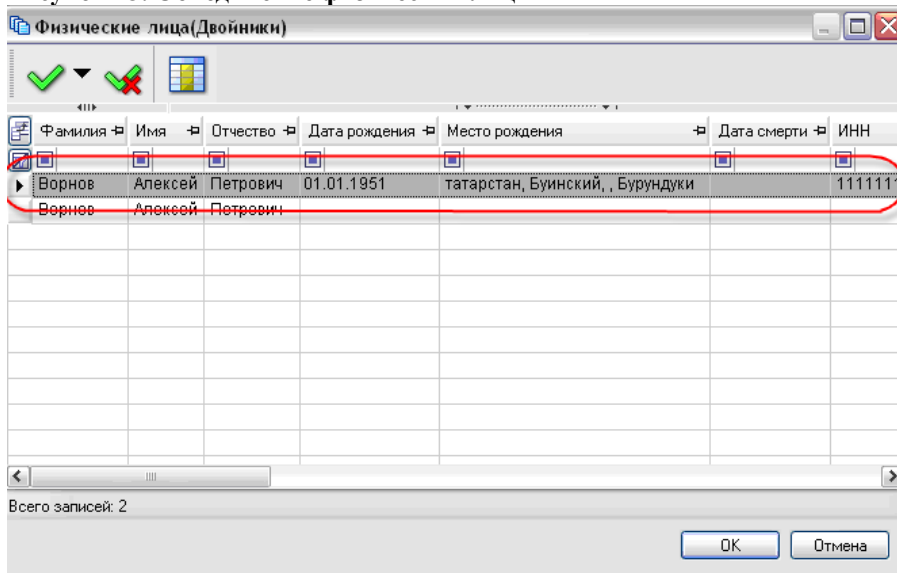 Физические лица(Двойники)
Фамилия Имя Отчество Дата рождения Место рождения Дата смерти ИНН
Ворнов Алексей Петрович 01.01.1951 татарстан, Буинский, , Бурундуки
Ворнов Алексей Петрович
Всего записей: 2
ОК Отмена